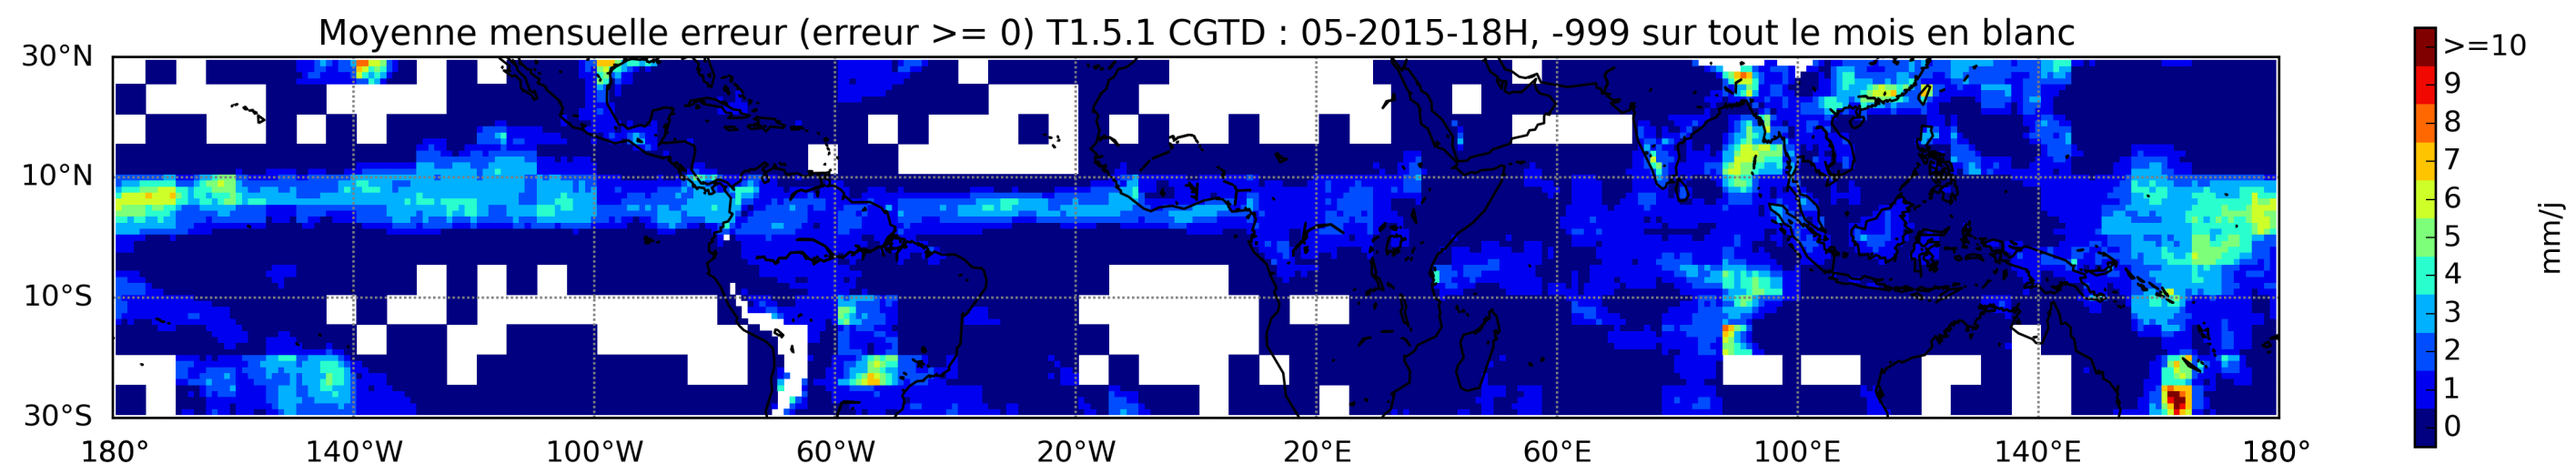 Moyenne mensuelle erreur (erreur >= 0) T1.5.1 CGTD : 05-2015-18H, -999 sur tout le mois en blanc
30°N
10°N
10°S
30°S
180° 140°W 100°W 60°W 20°W 20°E 60°E 100°E 140°E 180°
>=10
9
8
7
6
5
4
3
2
1
0
mm/j